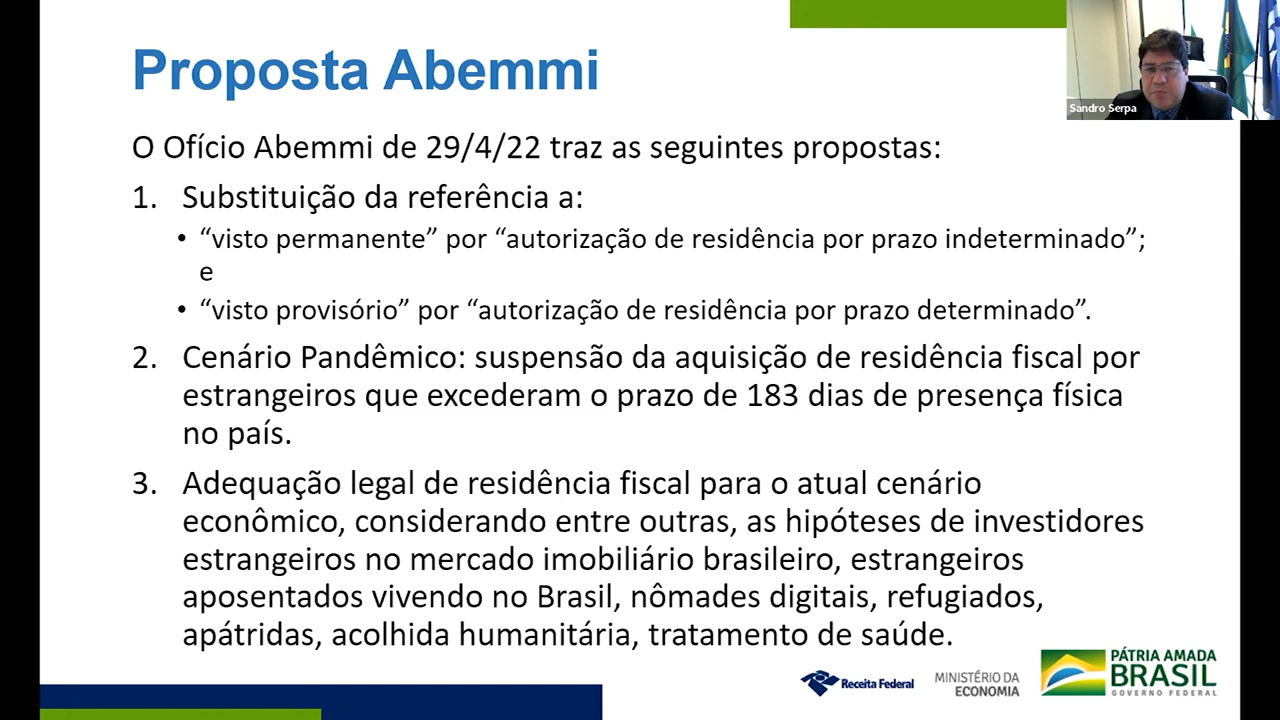 Proposta Abemmi
Sandro Serpa
O Ofício Abemmi de 29/4/22 traz as seguintes propostas:
1. Substituição da referência a:
• “visto permanente” por “autorização de residência por prazo indeterminado”;
e
• “visto provisório” por “autorização de residência por prazo determinado”.
2. Cenário Pandêmico: suspensão da aquisição de residência fiscal por
estrangeiros que excederam o prazo de 183 dias de presença física
no país.
3. Adequação legal de residência fiscal para o atual cenário
econômico, considerando entre outras, as hipóteses de investidores
estrangeiros no mercado imobiliário brasileiro, estrangeiros
aposentados vivendo no Brasil, nômades digitais, refugiados,
apátridas, acolhida humanitária, tratamento de saúde.
Receita Federal
MINISTÉRIO DA
ECONOMIA
PÁTRIA AMADA
BRASIL
GOVERNO FEDERAL